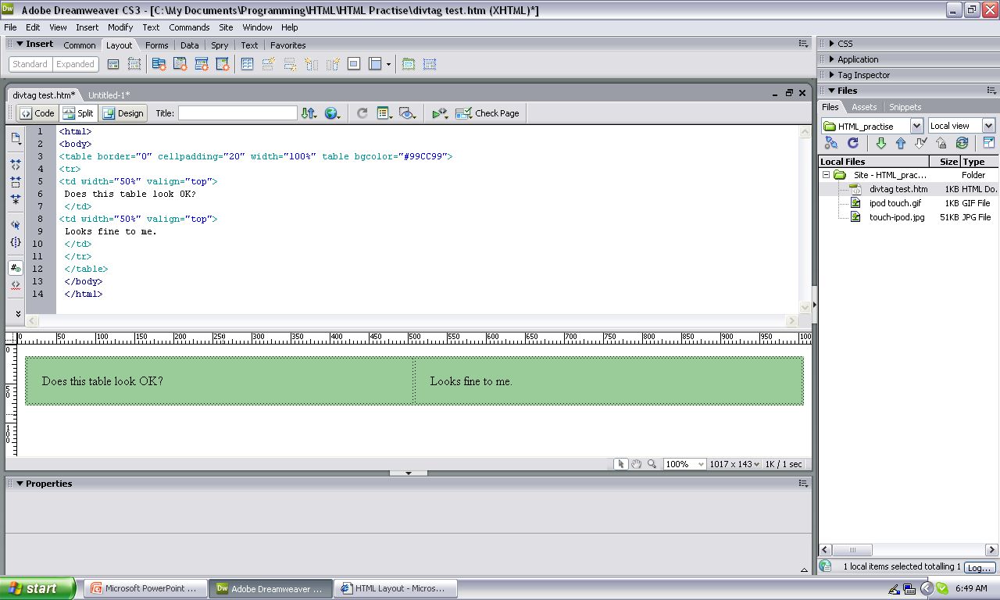 Dw Adobe Dreamweaver CS3 - [C:\My Documents\Programming\HTML\HTML Practise\divtag test.htm (XHTML)*]
File Edit View Insert Modify Text Commands Site Window Help
Insert Common Layout Forms Data Spry Text Favorites
Standard Expanded
divtag test.htm* Untitled-1*
Code Split Design Title: Check Page
1 <html>
2 <body>
3 <table border="0" cellpadding="20" width="100%" table bgcolor="#99CC99">
4 <tr>
5 <td width="50%" valign="top">
6 Does this table look OK?
7 </td>
8 <td width="50%" valign="top">
9 Looks fine to me.
10 </td>
11 </tr>
12 </table>
13 </body>
14 </html>
0 50 100 150 200 250 300 350 400 450 500 550 600 650 700 750 800 850 900 950 100
0
50
100
Does this table look OK? Looks fine to me.
100% 1017 x 143 1K / 1 sec
Properties
CSS
Application
Tag Inspector
Files
Files Assets Snippets
HTML_practise Local view
Local Files Size Type
Site - HTML_prac... Folder
divtag test.htm 1KB HTML Do.
ipod touch.gif 1KB GIF File
touch-ipod.jpg 51KB JPG File
1 local items selected totalling 1 Log...
start Microsoft PowerPoint ... Dw Adobe Dreamweaver ... HTML Layout - Micros... 6:49 AM